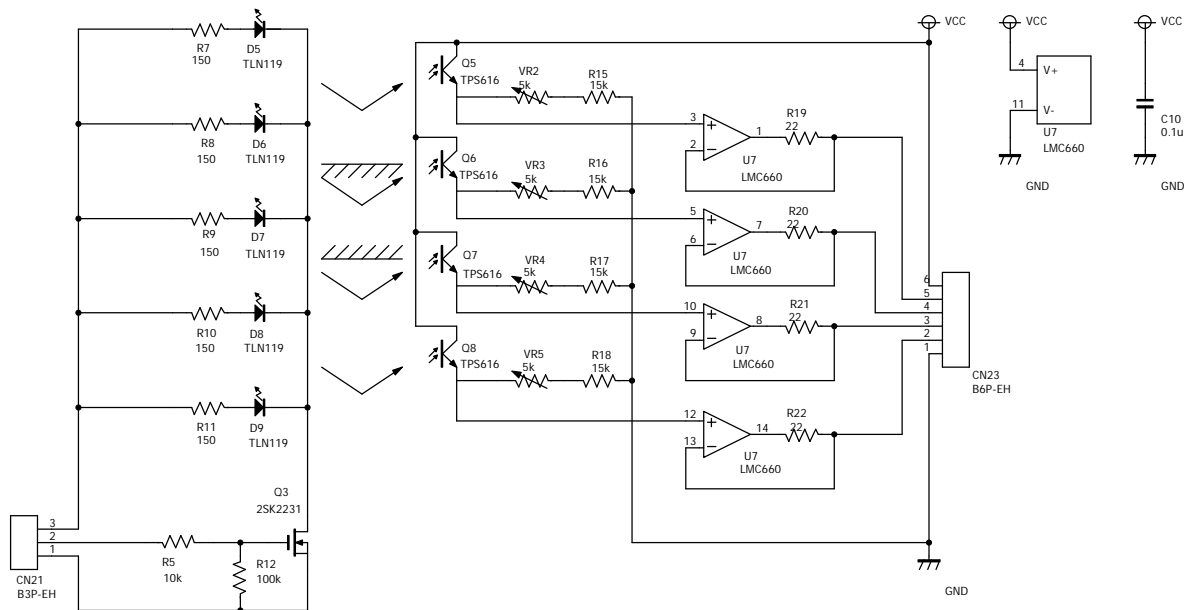 R7
150
D5
TLN119
R8
150
D6
TLN119
R9
150
D7
TLN119
R10
150
D8
TLN119
R11
150
D9
TLN119
Q3
2SK2231
3
2
1
CN21
B3P-EH
R5
10k
R12
100k
Q5
TPS616
VR2
5k
R15
15k
Q6
TPS616
VR3
5k
R16
15k
Q7
TPS616
VR4
5k
R17
15k
Q8
TPS616
VR5
5k
R18
15k
3
2
1
U7
LMC660
R19
22
5
6
7
U7
LMC660
R20
22
10
9
8
U7
LMC660
R21
22
12
13
14
U7
LMC660
R22
22
VCC
6
5
4
3
2
1
CN23
B6P-EH
GND
VCC
4
V+
11
V-
U7
LMC660
GND
VCC
C10
0.1u
GND